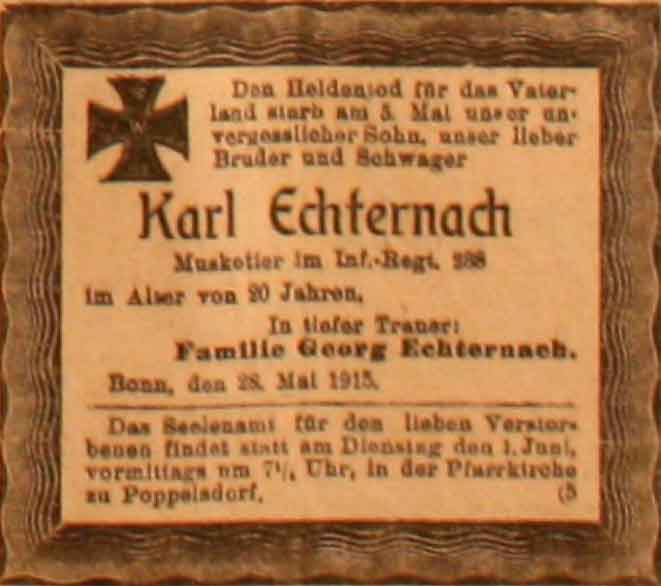 Den Heldentod für das Vater-
land starb am 5. Mai unser un-
vergesslicher Sohn, unser lieber
Bruder und Schwager
Karl Echternach
Musketier im Inf.-Regt.
im Alter von 20 Jahren.
In tiefer Trauer:
Familie Georg Echternach.
Bonn, den 28. Mai 1915.
Das Seelenamt für den lieben Verstor-
benen findet statt am Dienstag den 1. Juni,
vormittags um Uhr, in der Pfarrkirche
zu Poppelsdorf. (5